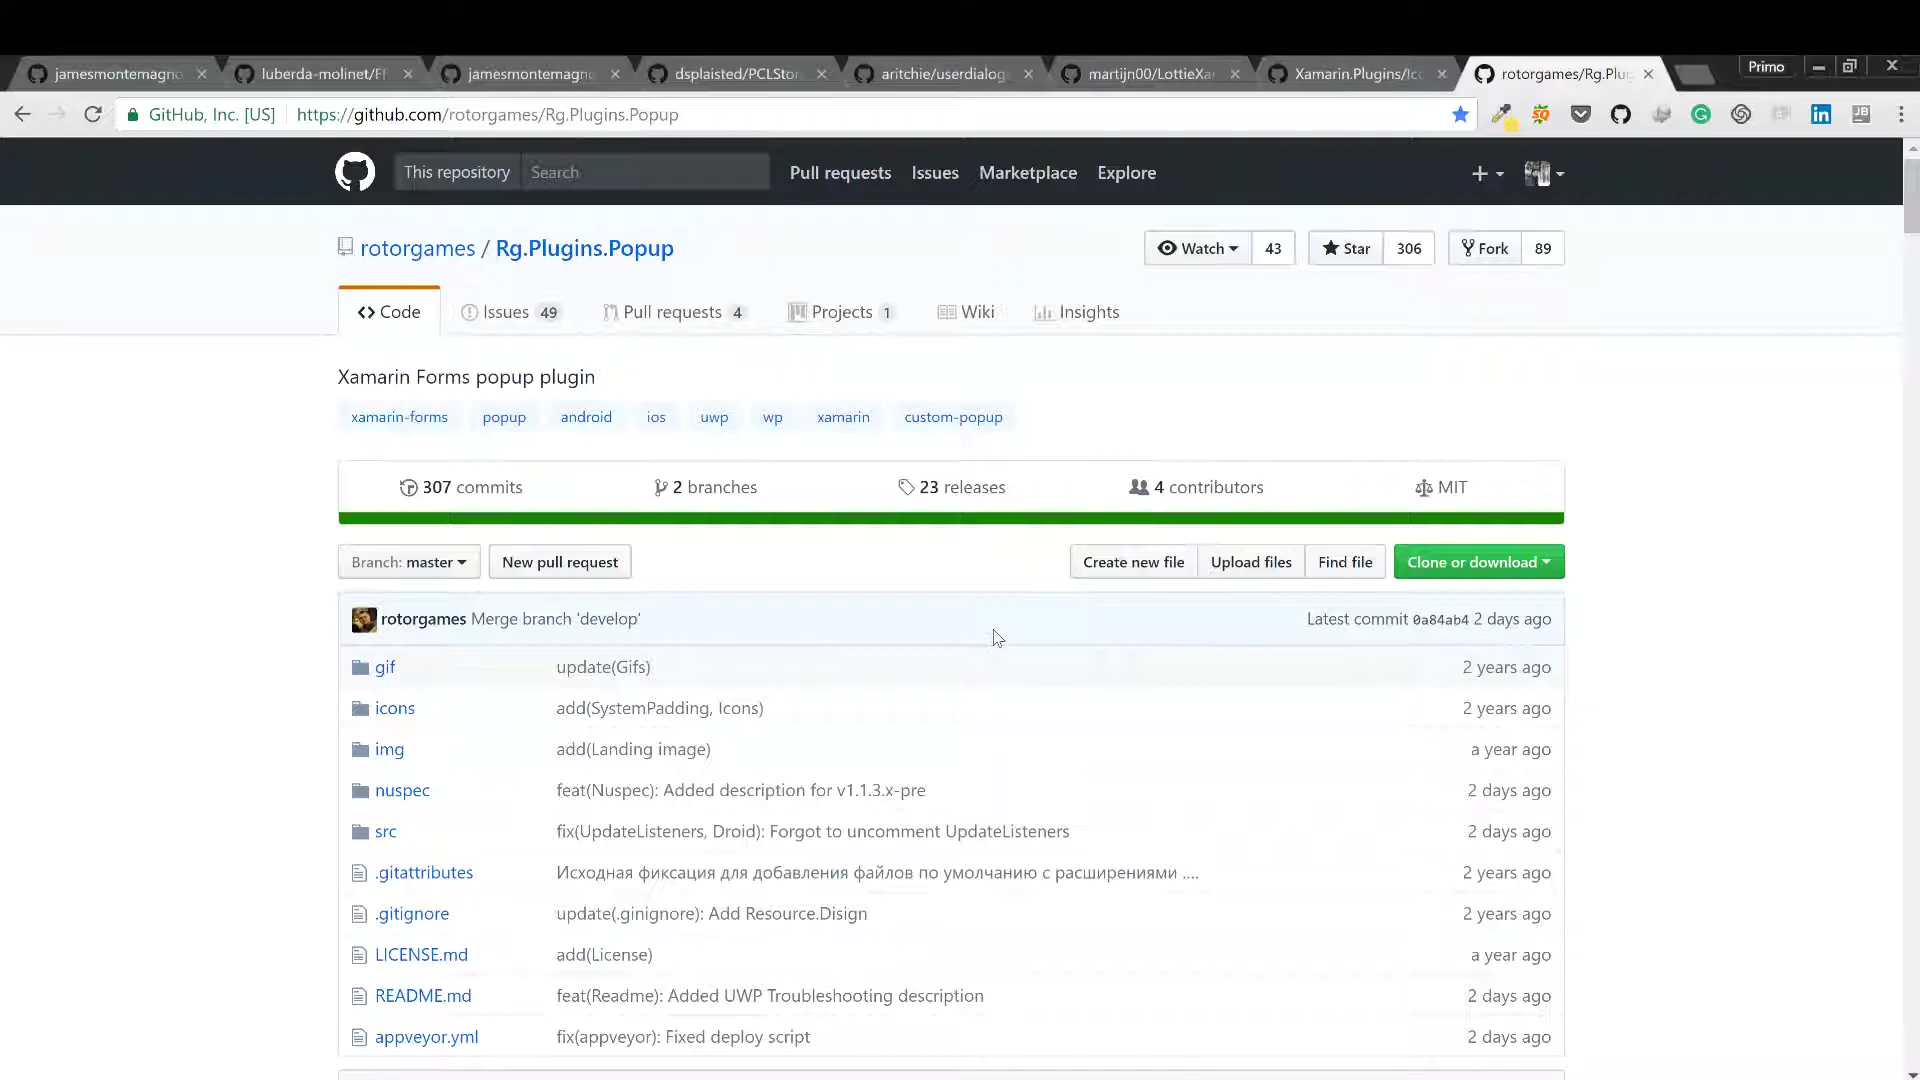 jamesmontemagn
luberda-molinet/FF
jamesmontemagn
dsplaisted/PCLStor
aritchie/userdialog
martijn00/LottieXa
Xamarin.Plugins/Ico
rotorgames/Rg.Plug
Primo
GitHub, Inc. [US]
https://github.com/rotorgames/Rg.Plugins.Popup
This repository
Search
Pull requests
Issues
Marketplace
Explore
rotorgames / Rg.Plugins.Popup
Watch 43
Star 306
Fork 89
Code
Issues 49
Pull requests 4
Projects 1
Wiki
Insights
Xamarin Forms popup plugin
xamarin-forms popup android ios uwp wp xamarin custom-popup
307 commits
2 branches
23 releases
4 contributors
MIT
Branch: master
New pull request
Create new file
Upload files
Find file
Clone or download
rotorgames Merge branch 'develop'
Latest commit 0a84ab4 2 days ago
gif update(Gifs) 2 years ago
icons add(SystemPadding, Icons) 2 years ago
img add(Landing image) a year ago
nuspec feat(Nuspec): Added description for v1.1.3.x-pre 2 days ago
src fix(UpdateListeners, Droid): Forgot to uncomment UpdateListeners 2 days ago
.gitattributes Исходная фиксация для добавления файлов по умолчанию с расширениями .... 2 years ago
.gitignore update(.ginignore): Add Resource.Disign 2 years ago
LICENSE.md add(License) a year ago
README.md feat(Readme): Added UWP Troubleshooting description 2 days ago
appveyor.yml fix(appveyor): Fixed deploy script 2 days ago